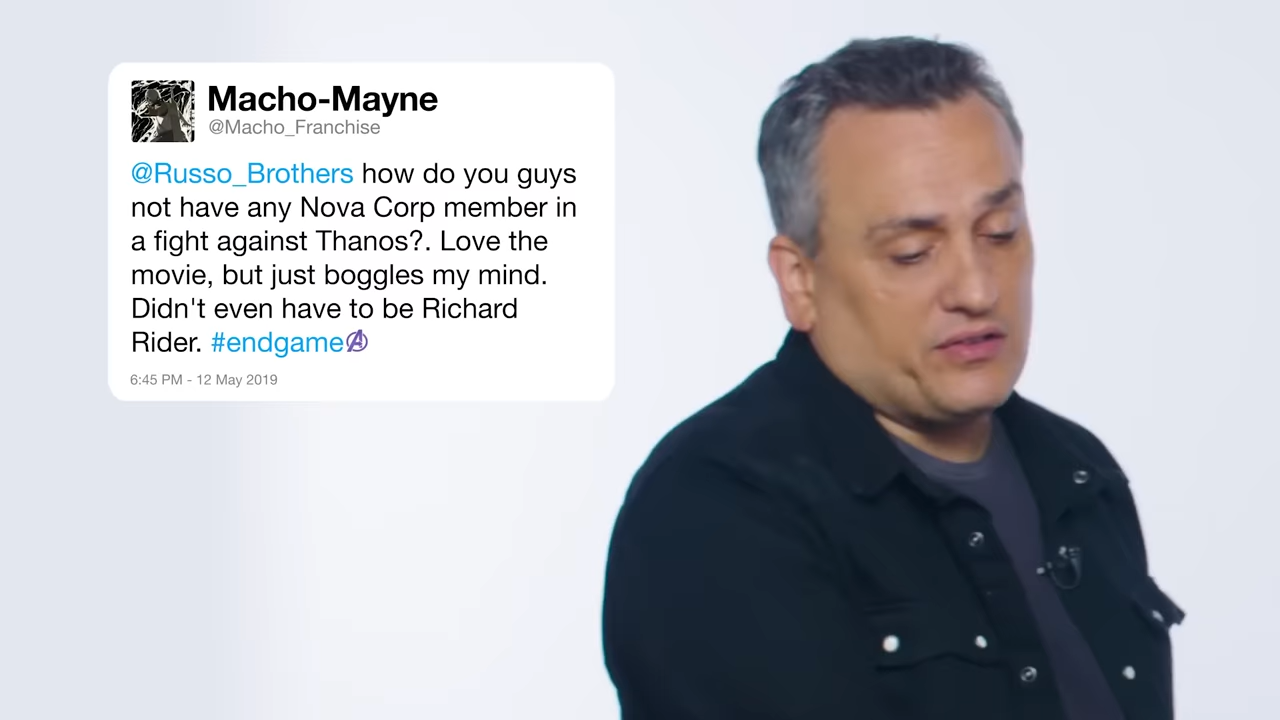 Macho-Mayne
@Macho_Franchise
@Russo_Brothers how do you guys
not have any Nova Corp member in
a fight against Thanos?. Love the
movie, but just boggles my mind.
Didn't even have to be Richard
Rider. #endgame
6:45 PM - 12 May 2019